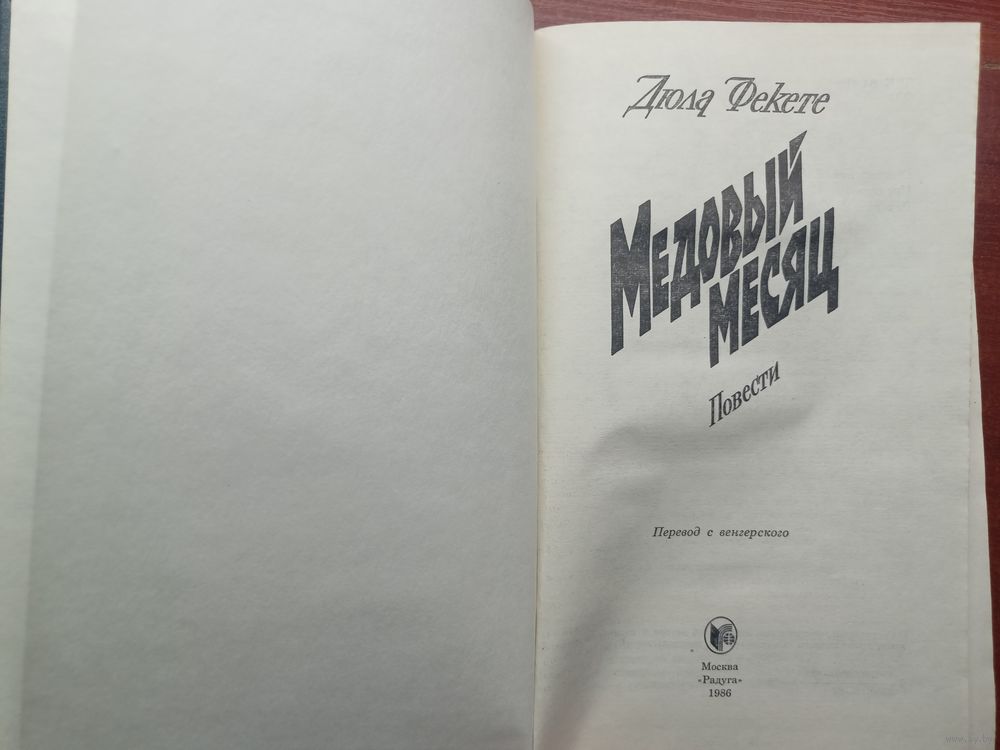 Дюла Фекете
Медовый
месяц
Повести
Перевод с венгерского
Москва
«Радуга»
1986